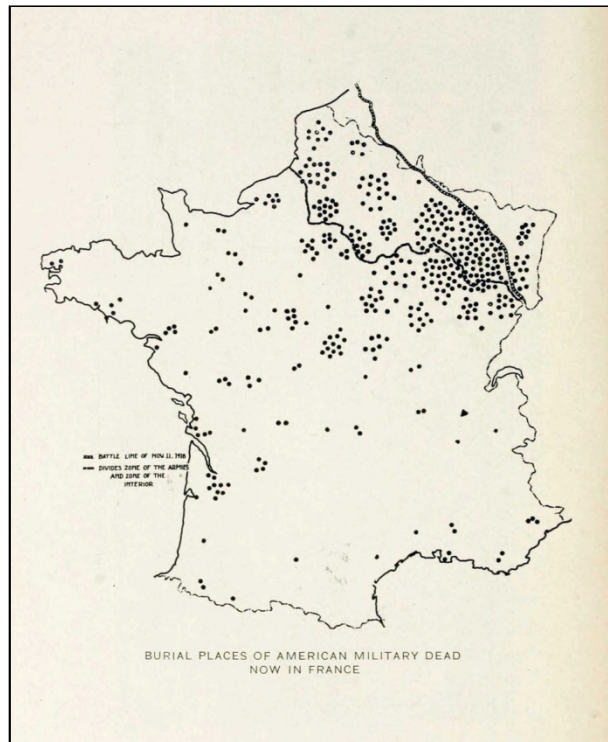 BATTLE LINE OF NOV. 11, 1918
DIVIDES ZONE OF THE ARMIES
AND ZONE OF THE
INTERIOR
BURIAL PLACES OF AMERICAN MILITARY DEAD
NOW IN FRANCE